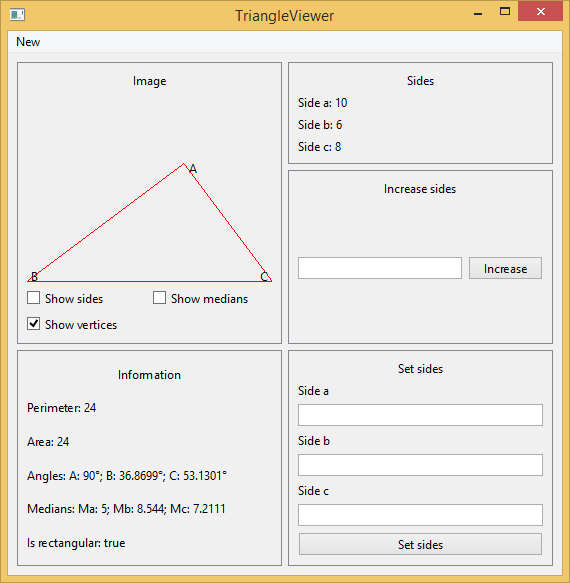 TriangleViewer
New
Image
A
B
C
Show sides
Show medians
Show vertices
Sides
Side a: 10
Side b: 6
Side c: 8
Increase sides
Increase
Information
Perimeter: 24
Area: 24
Angles: A: 90°; B: 36.8699°; C: 53.1301°
Medians: Ma: 5; Mb: 8.544; Mc: 7.2111
Is rectangular: true
Set sides
Side a
Side b
Side c
Set sides